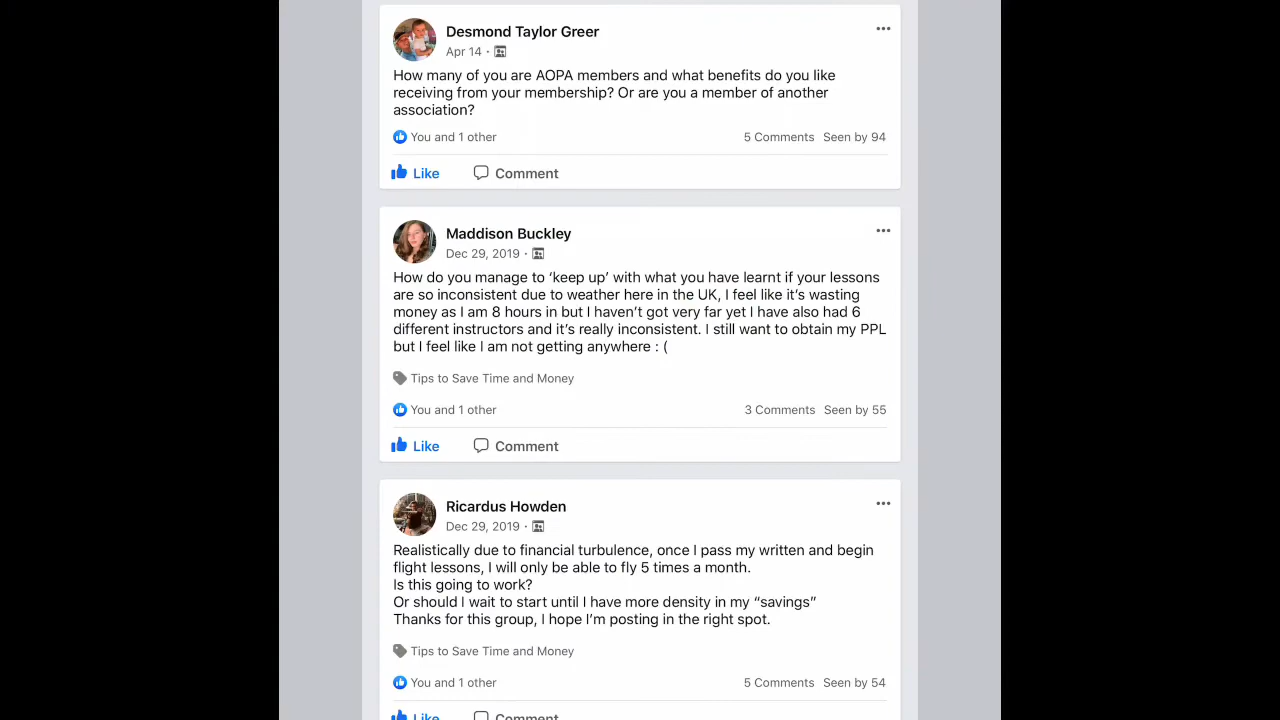 Desmond Taylor Greer
Apr 14 ·
How many of you are AOPA members and what benefits do you like
receiving from your membership? Or are you a member of another
association?
You and 1 other 5 Comments Seen by 94
Like Comment
Maddison Buckley
Dec 29, 2019 ·
How do you manage to ‘keep up’ with what you have learnt if your lessons
are so inconsistent due to weather here in the UK, I feel like it’s wasting
money as I am 8 hours in but I haven’t got very far yet I have also had 6
different instructors and it’s really inconsistent. I still want to obtain my PPL
but I feel like I am not getting anywhere : (
Tips to Save Time and Money
You and 1 other 3 Comments Seen by 55
Like Comment
Ricardus Howden
Dec 29, 2019 ·
Realistically due to financial turbulence, once I pass my written and begin
flight lessons, I will only be able to fly 5 times a month.
Is this going to work?
Or should I wait to start until I have more density in my “savings”
Thanks for this group, I hope I’m posting in the right spot.
Tips to Save Time and Money
You and 1 other 5 Comments Seen by 54
Like Comment